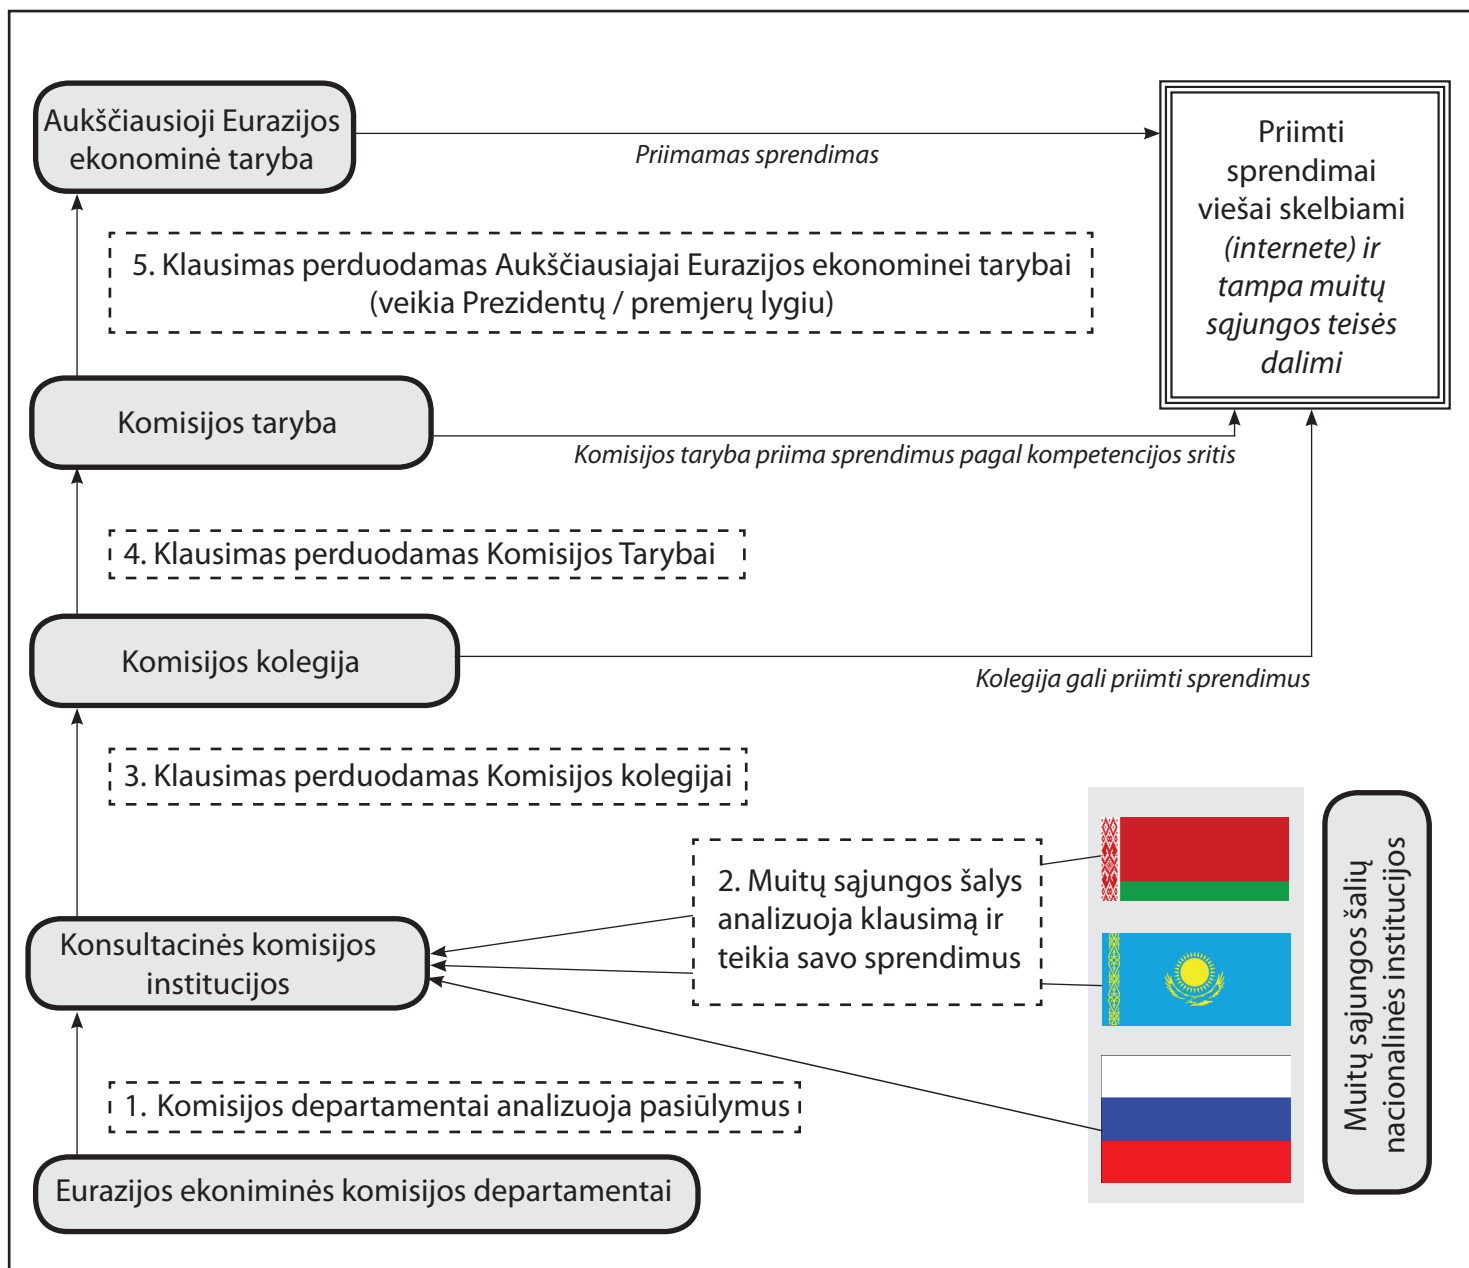 Aukščiausioji Eurazijos
ekonominė taryba
Priimamas sprendimas
Priimti
sprendimai
viešai skelbiami
(internete) ir
tampa muitų
sąjungos teisės
dalimi
5. Klausimas perduodamas Aukščiausiajai Eurazijos ekonominei tarybai
(veikia Prezidentų / premjerų lygiu)
Komisijos taryba
Komisijos taryba priima sprendimus pagal kompetencijos sritis
4. Klausimas perduodamas Komisijos Tarybai
Komisijos kolegija
Kolegija gali priimti sprendimus
3. Klausimas perduodamas Komisijos kolegijai
2. Muitų sąjungos šalys
analizuoja klausimą ir
teikia savo sprendimus
Muitų sąjungos šalių
nacionalinės institucijos
Konsultacinės komisijos
institucijos
1. Komisijos departamentai analizuoja pasiūlymus
Eurazijos ekoniminės komisijos departamentai